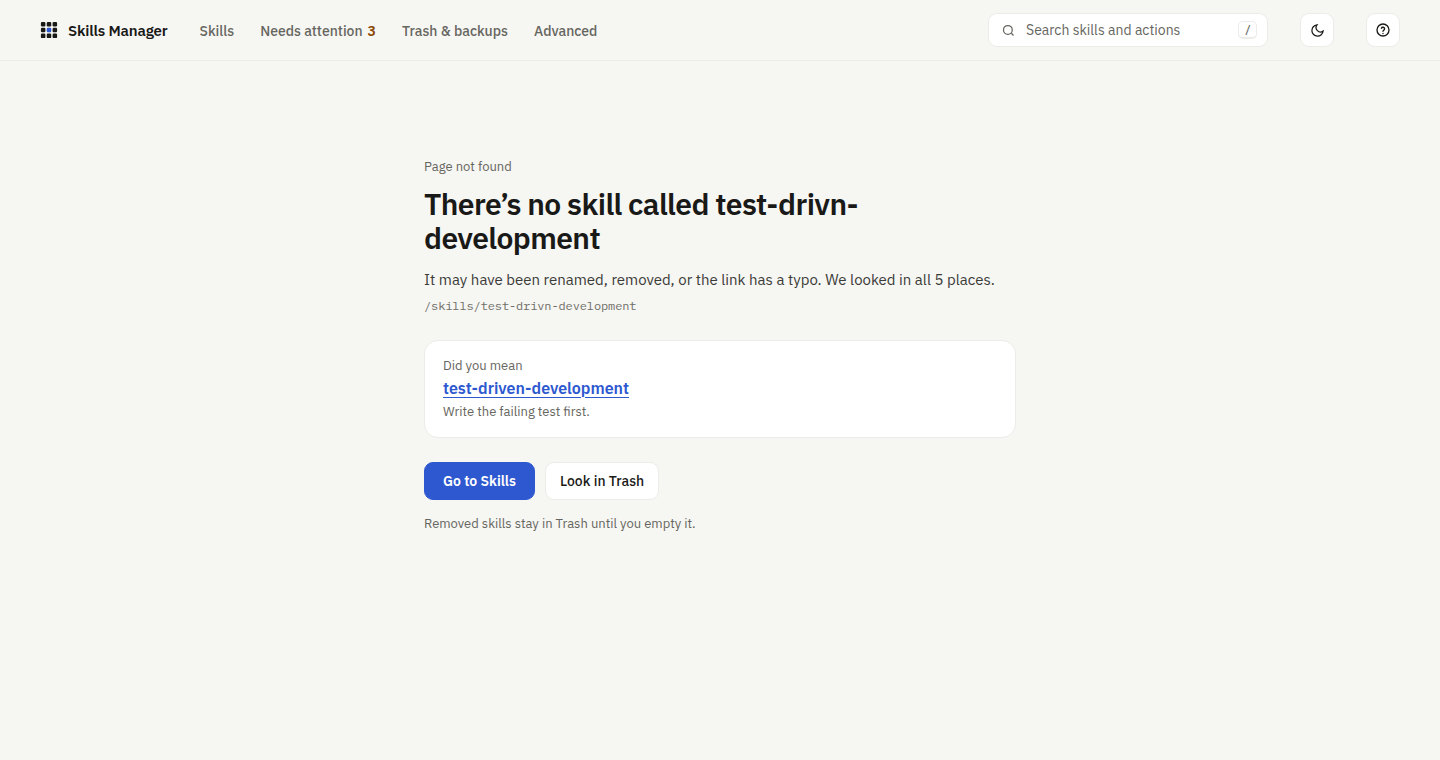 Skills Manager
Skills
Needs attention 3
Trash & backups
Advanced
Search skills and actions
/
Page not found
There’s no skill called test-drivn-
development
It may have been renamed, removed, or the link has a typo. We looked in all 5 places.
/skills/test-drivn-development
Did you mean
test-driven-development
Write the failing test first.
Go to Skills
Look in Trash
Removed skills stay in Trash until you empty it.